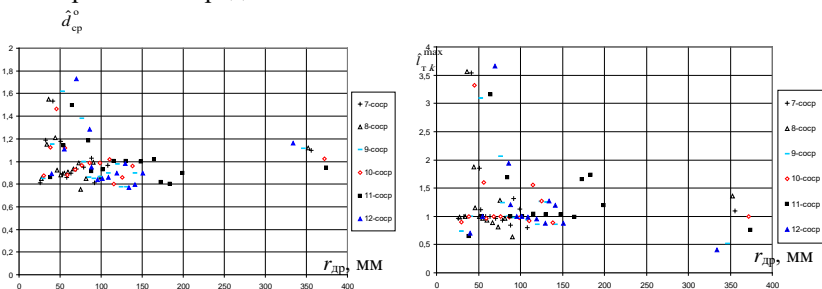 d̂°ср
2
1,8
1,6
1,4
1,2
1
0,8
0,6
0,4
0,2
0
0 50 100 150 200 250 300 350 400
r др, мм
7-соср
8-соср
9-соср
10-соср
11-соср
12-соср
l̂ max т k
4
3,5
3
2,5
2
1,5
1
0,5
0
0 50 100 150 200 250 300 350 400
r др, мм
7-соср
8-соср
9-соср
10-соср
11-соср
12-соср